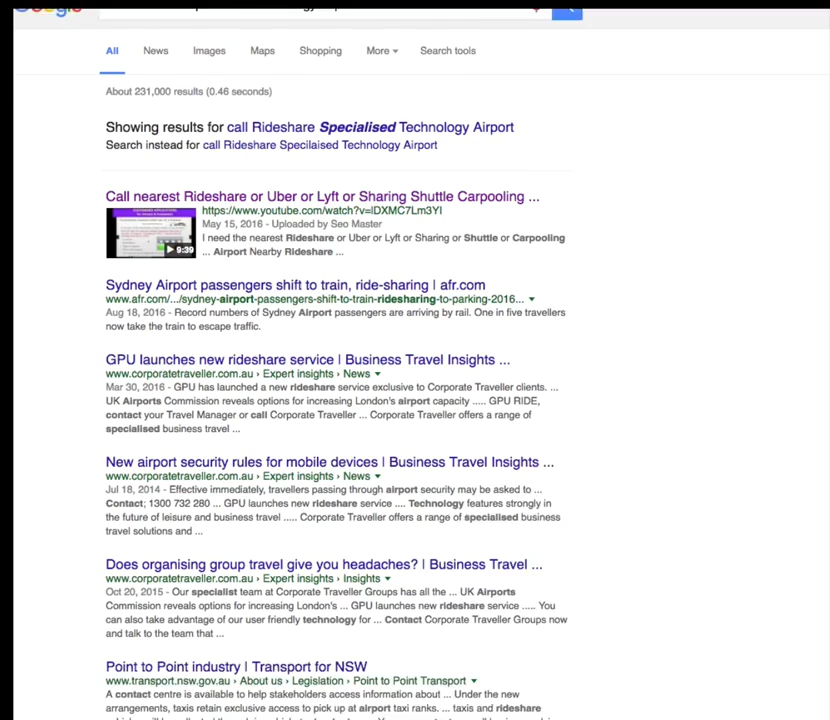 All News Images Maps Shopping More Search tools
About 231,000 results (0.46 seconds)
Showing results for call Rideshare Specialised Technology Airport
Search instead for call Rideshare Specilaised Technology Airport
Call nearest Rideshare or Uber or Lyft or Sharing Shuttle Carpooling ...
https://www.youtube.com/watch?v=lDXMC7Lm3YI
May 15, 2016 - Uploaded by Seo Master
9:39
I need the nearest Rideshare or Uber or Lyft or Sharing or Shuttle or Carpooling
... Airport Nearby Rideshare ...
Sydney Airport passengers shift to train, ride-sharing | afr.com
www.afr.com/.../sydney-airport-passengers-shift-to-train-ridesharing-to-parking-2016...
Aug 18, 2016 - Record numbers of Sydney Airport passengers are arriving by rail. One in five travellers
now take the train to escape traffic.
GPU launches new rideshare service | Business Travel Insights ...
www.corporatetraveller.com.au › Expert insights › News
Mar 30, 2016 - GPU has launched a new rideshare service exclusive to Corporate Traveller clients. ...
UK Airports Commission reveals options for increasing London's airport capacity ..... GPU RIDE,
contact your Travel Manager or call Corporate Traveller ... Corporate Traveller offers a range of
specialised business travel ...
New airport security rules for mobile devices | Business Travel Insights ...
www.corporatetraveller.com.au › Expert insights › News
Jul 18, 2014 - Effective immediately, travellers passing through airport security may be asked to ...
Contact; 1300 732 280 ... GPU launches new rideshare service .... Technology features strongly in
the future of leisure and business travel ..... Corporate Traveller offers a range of specialised business
travel solutions and ...
Does organising group travel give you headaches? | Business Travel ...
www.corporatetraveller.com.au › Expert insights › Insights
Oct 20, 2015 - Our specialist team at Corporate Traveller Groups has all the ... UK Airports
Commission reveals options for increasing London's ... GPU launches new rideshare service ..... You
can also take advantage of our user friendly technology for ... Contact Corporate Traveller Groups now
and talk to the team that ...
Point to Point industry | Transport for NSW
www.transport.nsw.gov.au › About us › Legislation › Point to Point Transport
A contact centre is available to help stakeholders access information about ... Under the new
arrangements, taxis retain exclusive access to pick up at airport taxi ranks. ... taxis and rideshare